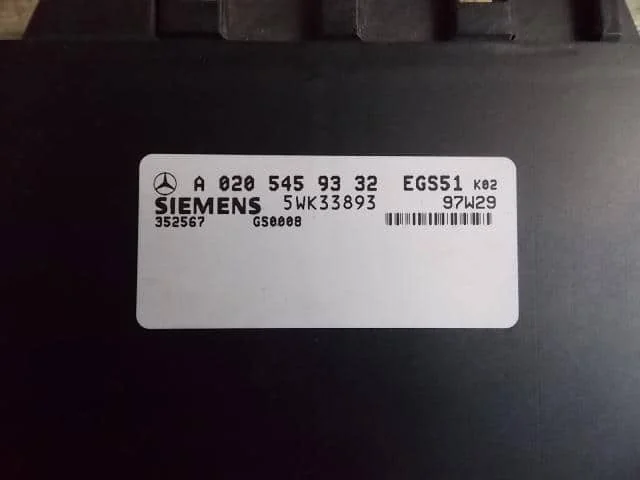 A 020 545 93 32 EGS51 K02
SIEMENS 5WK33893 97W29
352567 GS0008